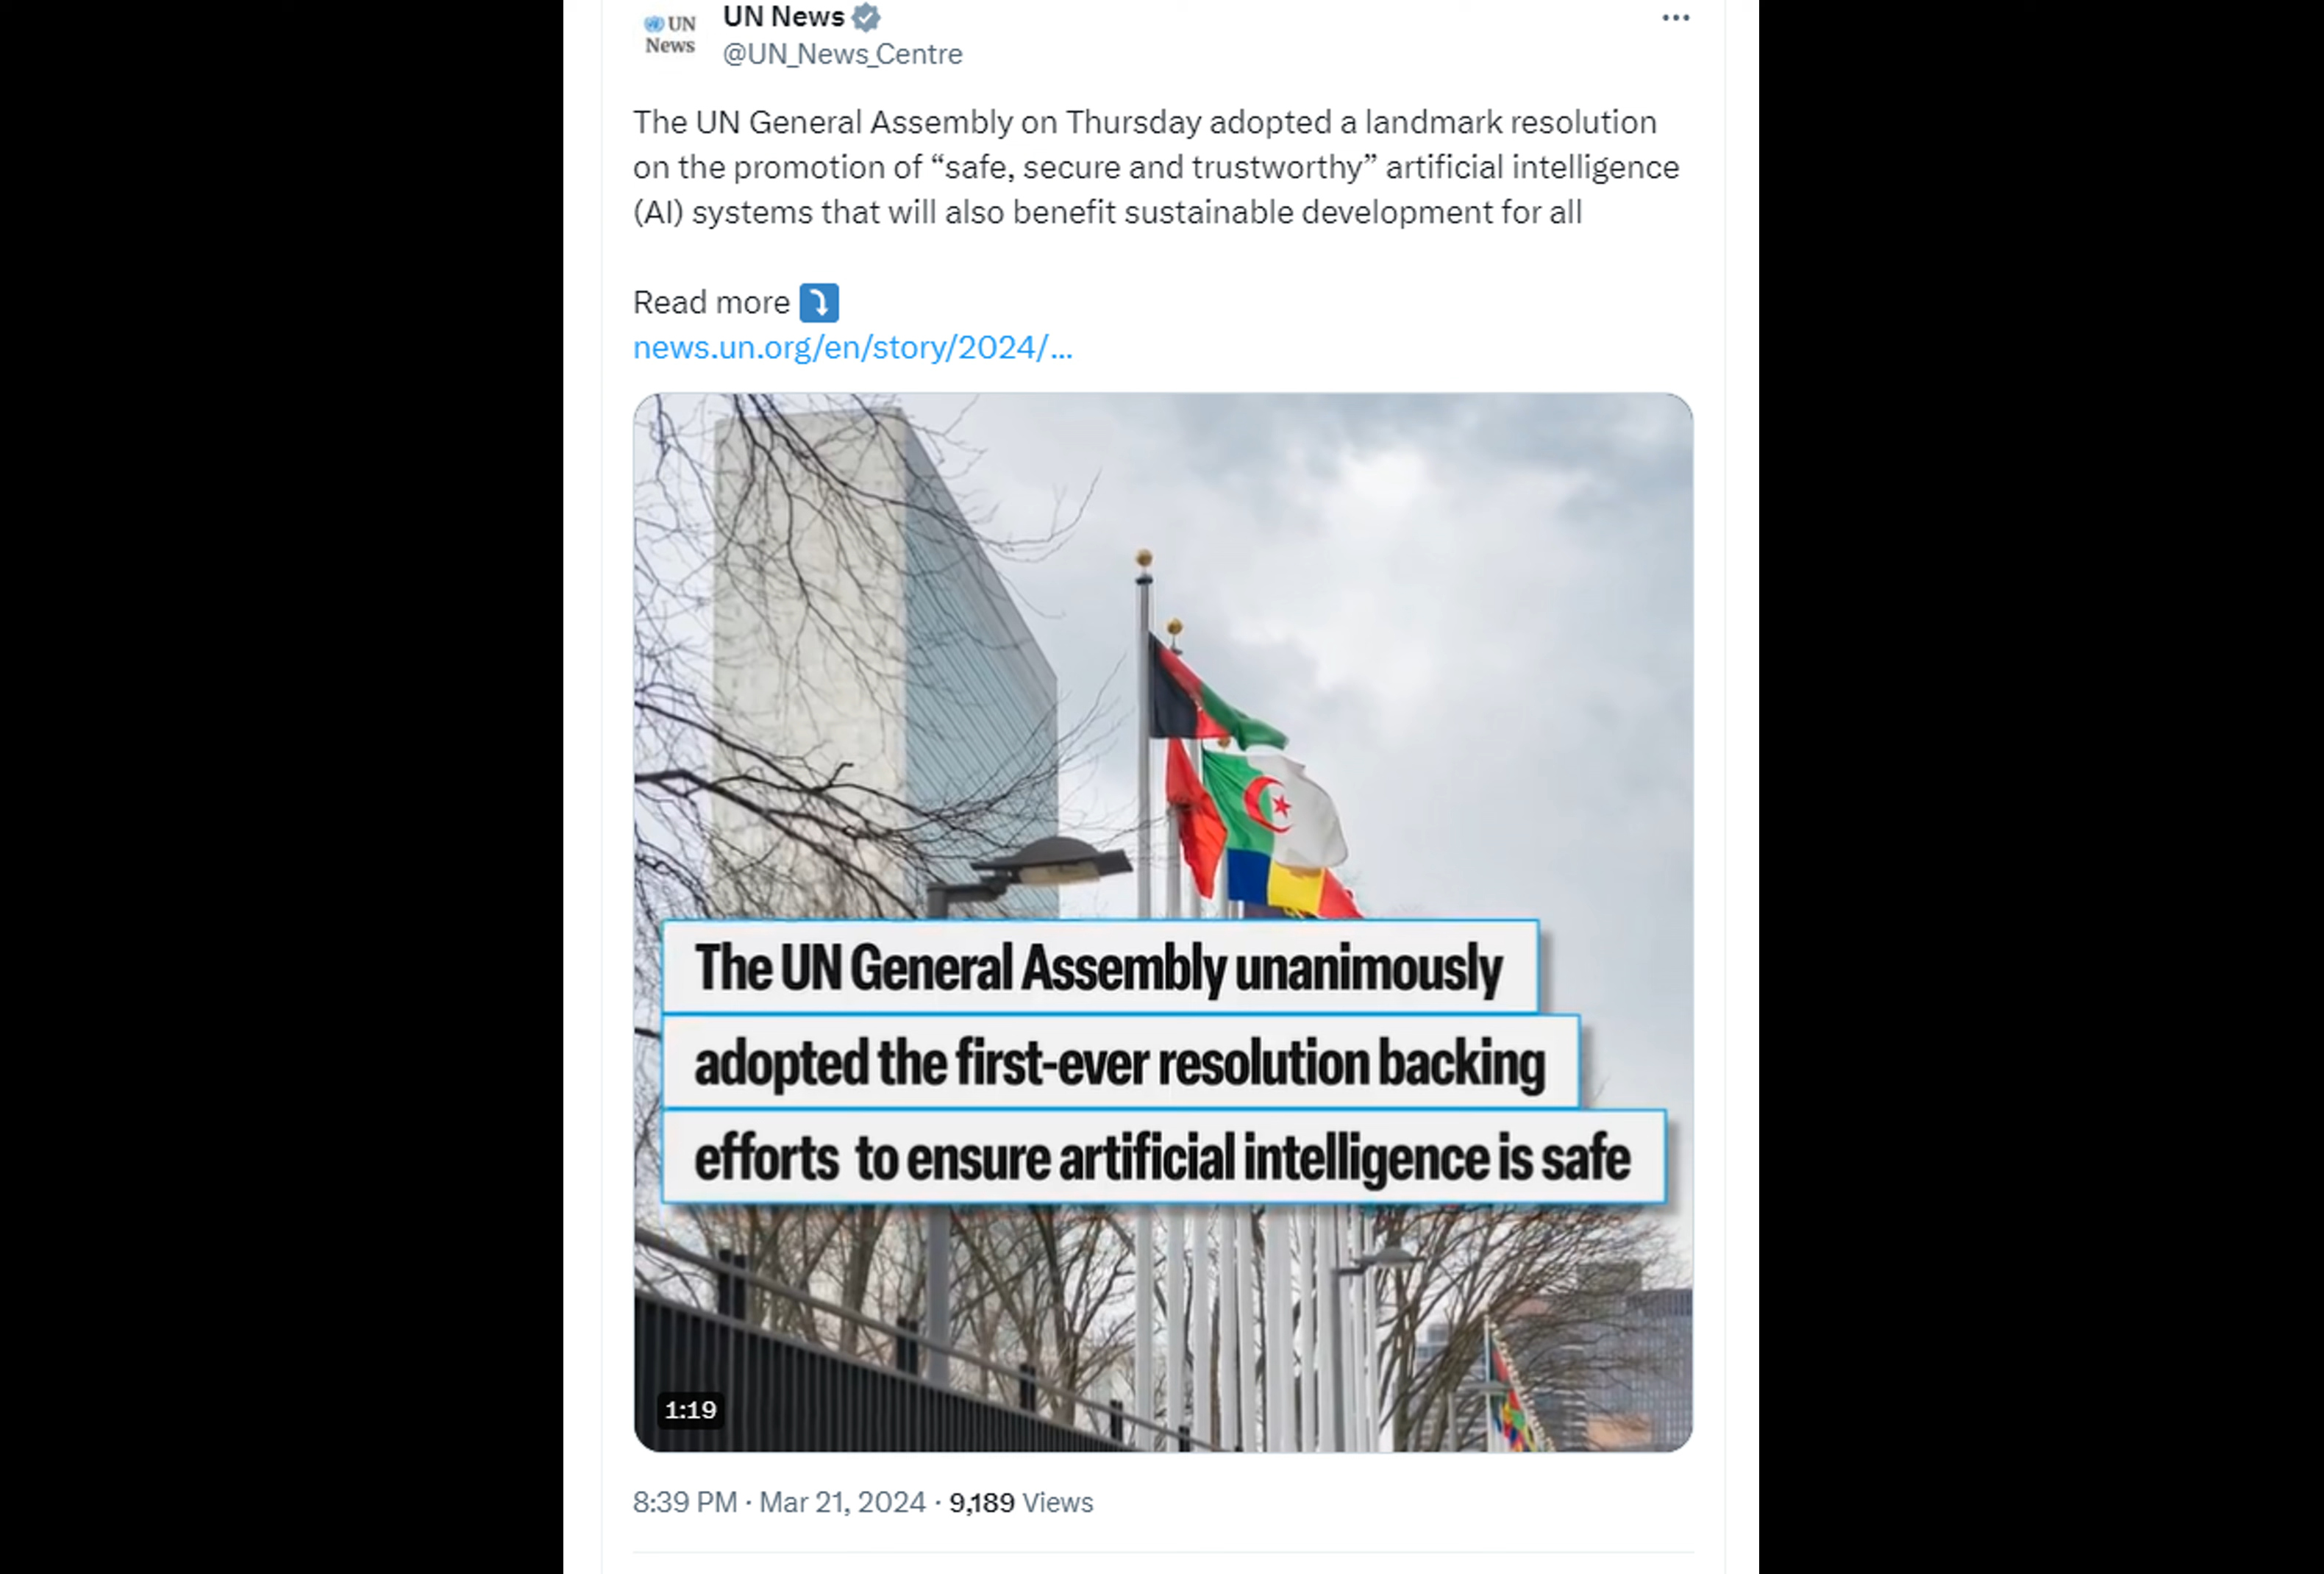 UN
News
UN News
@UN_News_Centre
The UN General Assembly on Thursday adopted a landmark resolution
on the promotion of “safe, secure and trustworthy” artificial intelligence
(AI) systems that will also benefit sustainable development for all
Read more
news.un.org/en/story/2024/...
The UN General Assembly unanimously
adopted the first-ever resolution backing
efforts to ensure artificial intelligence is safe
1:19
8:39 PM · Mar 21, 2024 · 9,189 Views